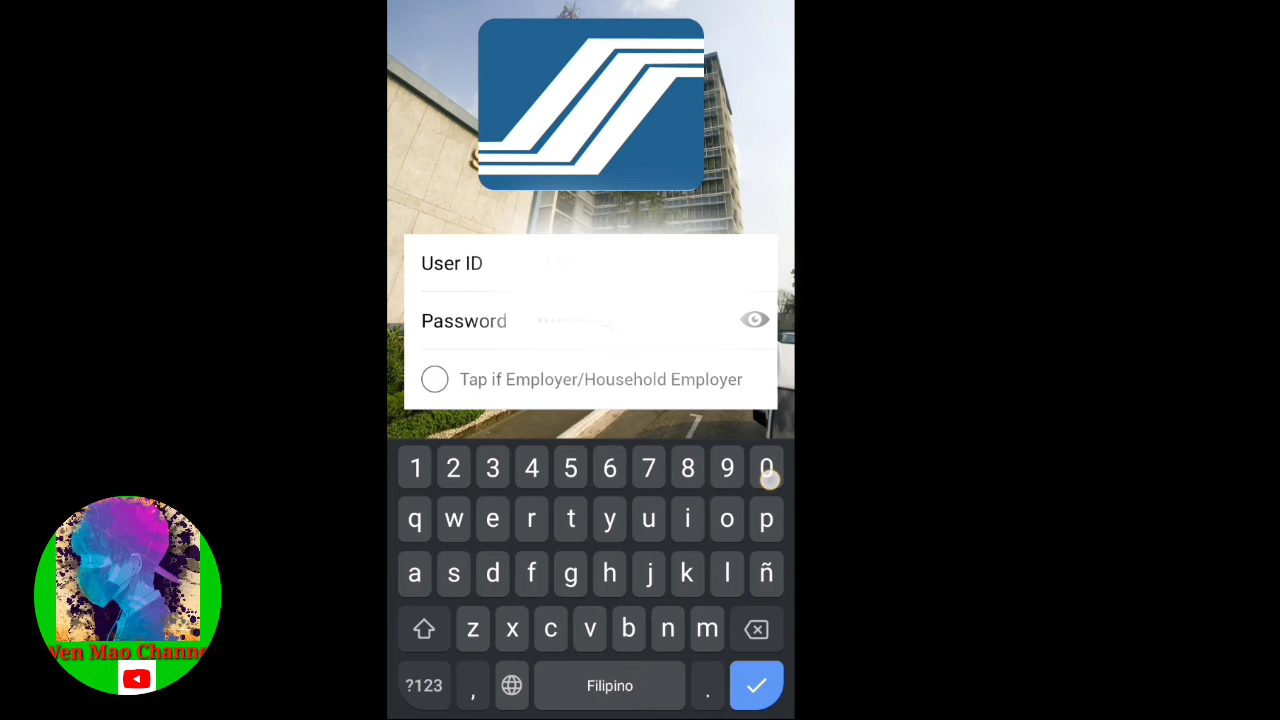 User ID
Password
Tap if Employer/Household Employer
1 2 3 4 5 6 7 8 9 0
q w e r t y u i o p
a s d f g h j k l ñ
z x c v b n m
?123 , Filipino .
Wen Mao Channe